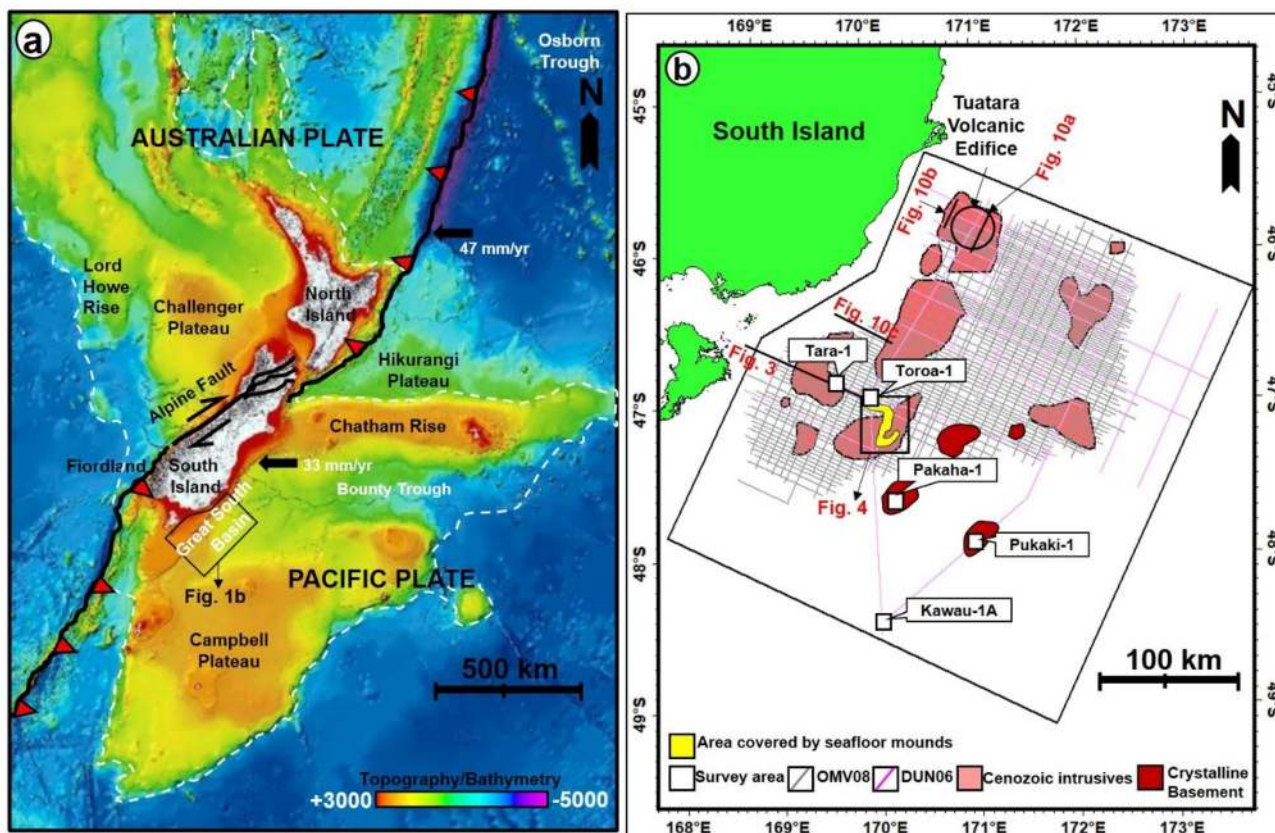 a
Osborn
Trough
N
AUSTRALIAN PLATE
47 mm/yr
Lord
Howe
Rise
Challenger
Plateau
North
Island
Hikurangi
Plateau
Alpine Fault
Chatham Rise
Fiordland
South
Island
33 mm/yr
Bounty Trough
Great South
Basin
PACIFIC PLATE
Fig. 1b
Campbell
Plateau
500 km
Topography/Bathymetry
+3000
-5000
169°E
170°E
171°E
172°E
173°E
b
45°S
45°S
South Island
Tuatara
Volcanic
Edifice
N
Fig. 10a
Fig. 10b
46°S
46°S
Fig. 10c
Fig. 3
Tara-1
Toroa-1
47°S
47°S
Pakaha-1
Fig. 4
Pukaki-1
48°S
48°S
Kawau-1A
100 km
49°S
49°S
Area covered by seafloor mounds
Survey area
OMV08
DUN06
Cenozoic intrusives
Crystalline
Basement
168°E
169°E
170°E
171°E
172°E
173°E